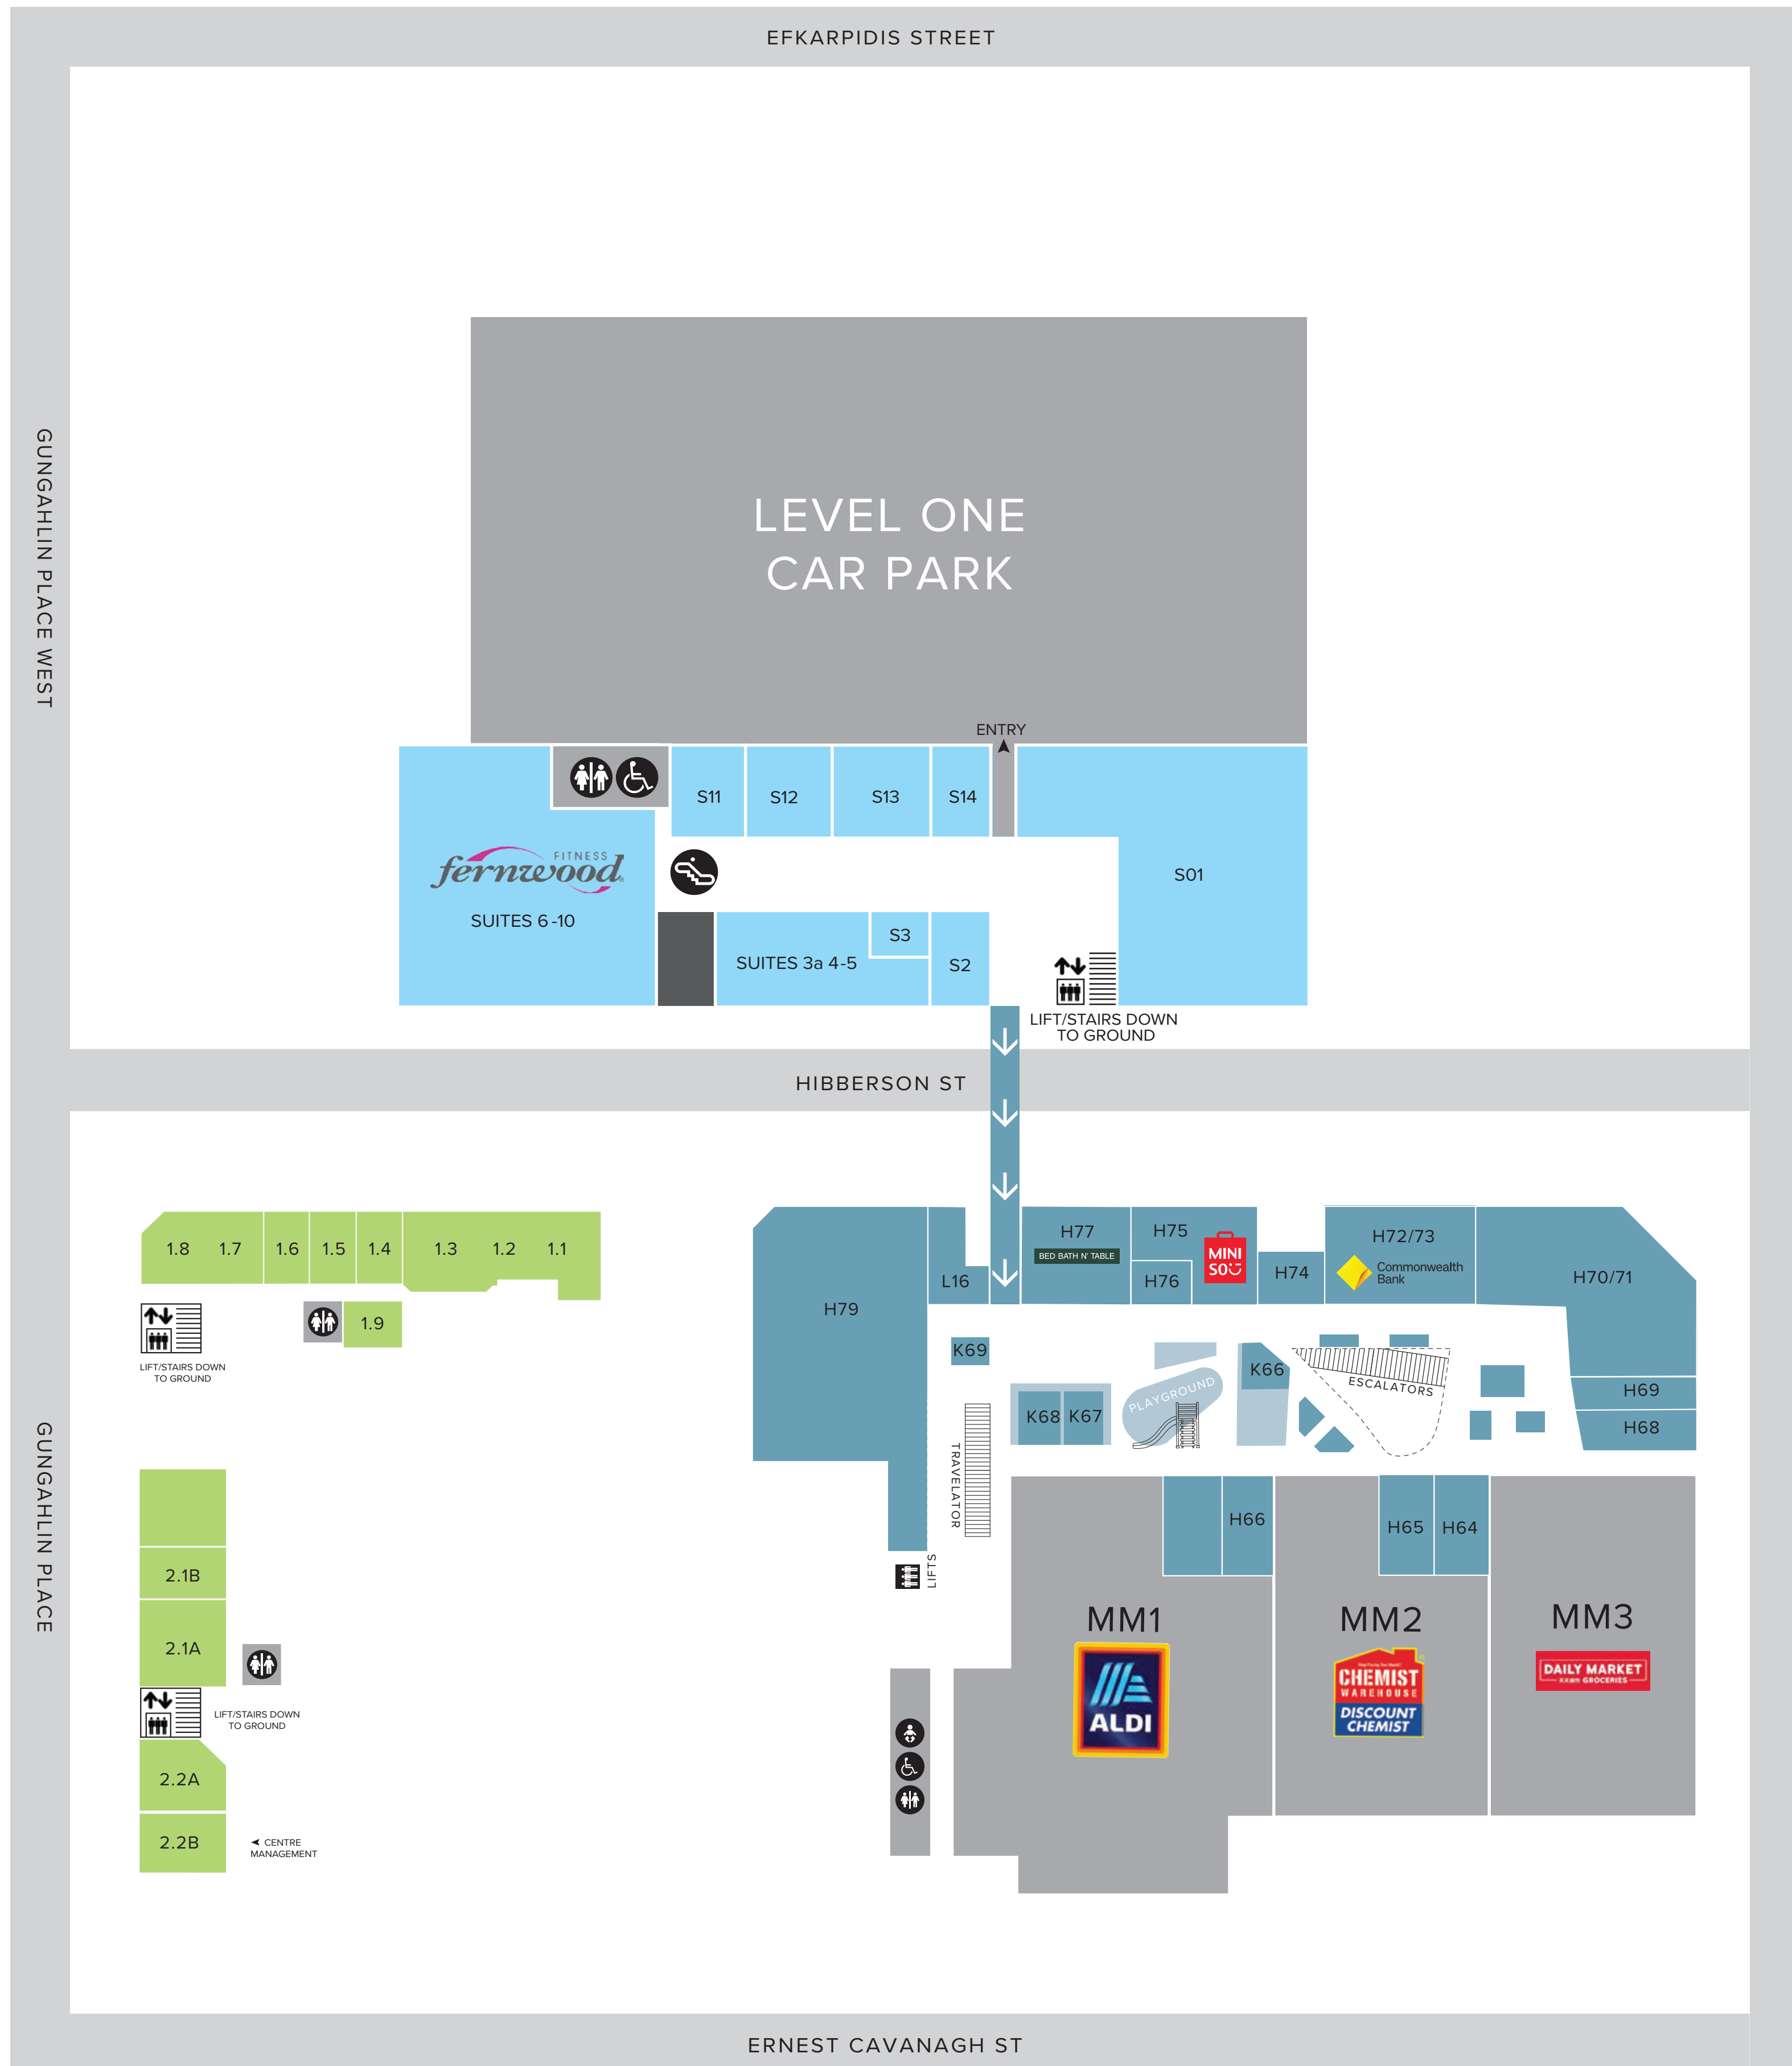 EFKARPIDIS STREET
GUNGAHLIN PLACE WEST
LEVEL ONE
CAR PARK
ENTRY
S11
S12
S13
S14
FITNESS
fernwood
SUITES 6-10
S01
S3
SUITES 3a 4-5
S2
LIFT/STAIRS DOWN
TO GROUND
HIBBERSON ST
1.8
1.7
1.6
1.5
1.4
1.3
1.2
1.1
1.9
LIFT/STAIRS DOWN
TO GROUND
H79
L16
H77
BED BATH N' TABLE
H75
MINI
SO
H76
H74
H72/73
Commonwealth
Bank
H70/71
K69
K68
K67
PLAYGROUND
K66
ESCALATORS
H69
H68
TRAVELATOR
LIFTS
H66
H65
H64
GUNGAHLIN PLACE
2.1B
2.1A
LIFT/STAIRS DOWN
TO GROUND
2.2A
2.2B
CENTRE
MANAGEMENT
MM1
ALDI
MM2
CHEMIST
WAREHOUSE
DISCOUNT
CHEMIST
MM3
DAILY MARKET
GROCERIES
ERNEST CAVANAGH ST